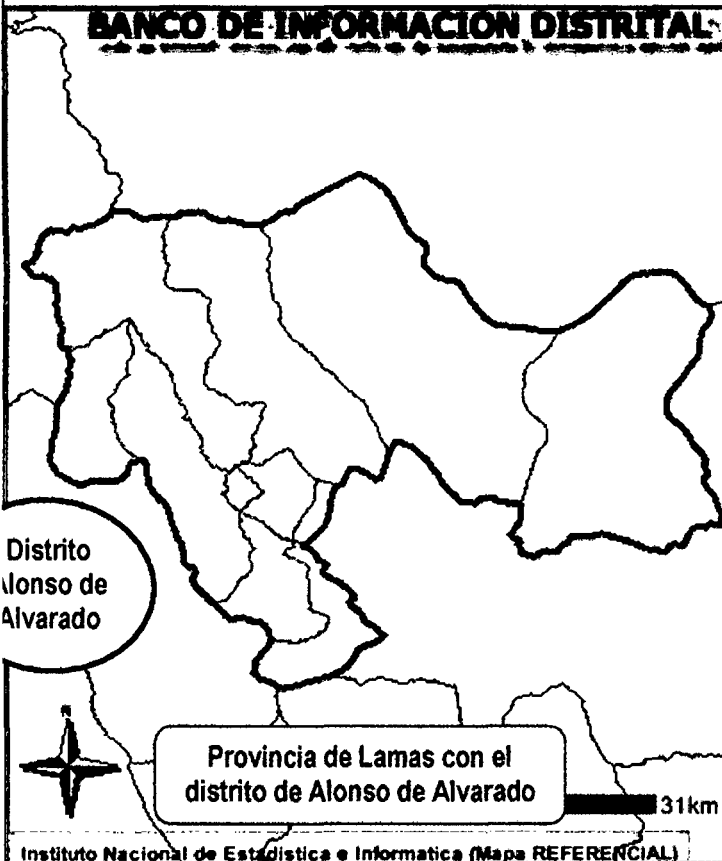 BANCO DE INFORMACION DISTRITAL
Distrito
Alonso de
Alvarado
N
Provincia de Lamas con el
distrito de Alonso de Alvarado
31km
Instituto Nacional de Estadistica e Informatica (Mapa REFERENCIAL)